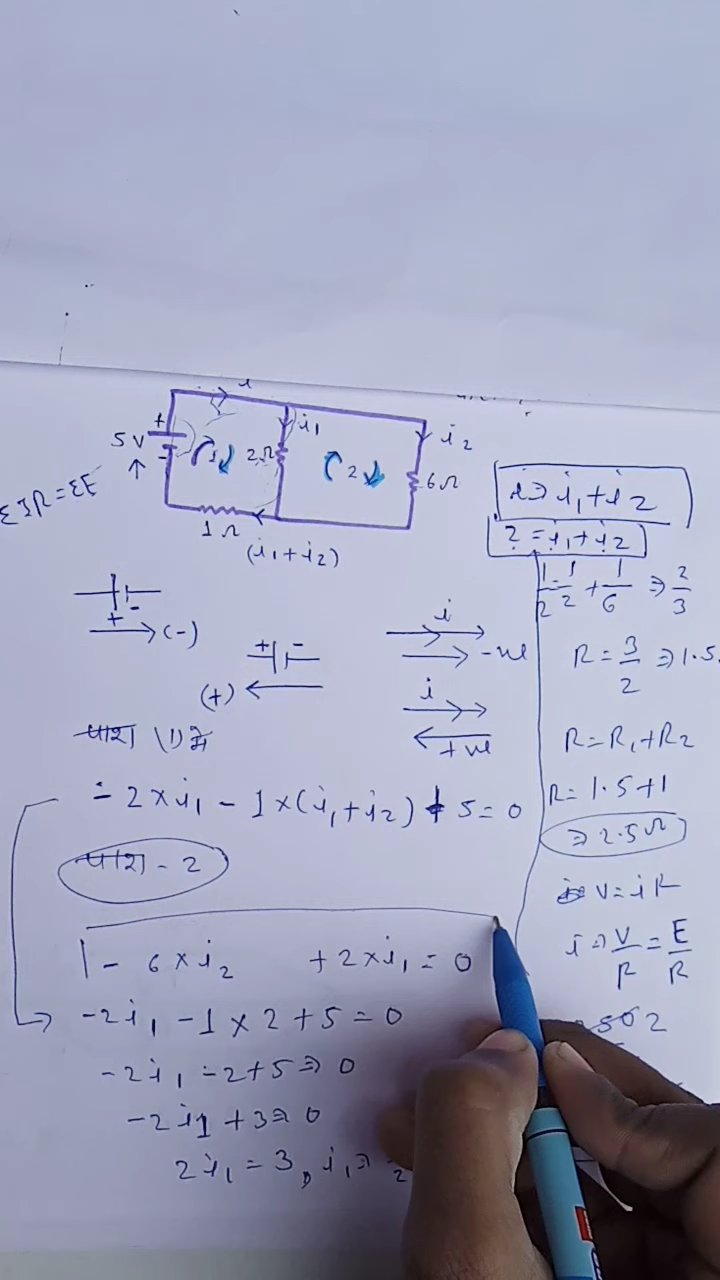 i
i₁
i₂
+
5V
-
1
2Ω
2
6Ω
↑
ΣIR=ΣE
1Ω
(i₁+i₂)
i⇒i₁+i₂
2=i₁+i₂
+ -
→(-)
+ -
(+) ←
i
-ve
i
+ve
1/2 + 1/6 ⇒ 2/3
R=3/2 ⇒1.5
पाश (1) में
R=R₁+R₂
-2×i₁-1×(i₁+i₂)+5=0
R=1.5+1
⇒2.5Ω
पाश-2
V=iR
-6×i₂ +2×i₁=0
i⇒V/R=E/R
-2i₁-1×2+5=0
2
-2i₁-2+5⇒0
-2i₁+3⇒0
2i₁=3, i₁⇒